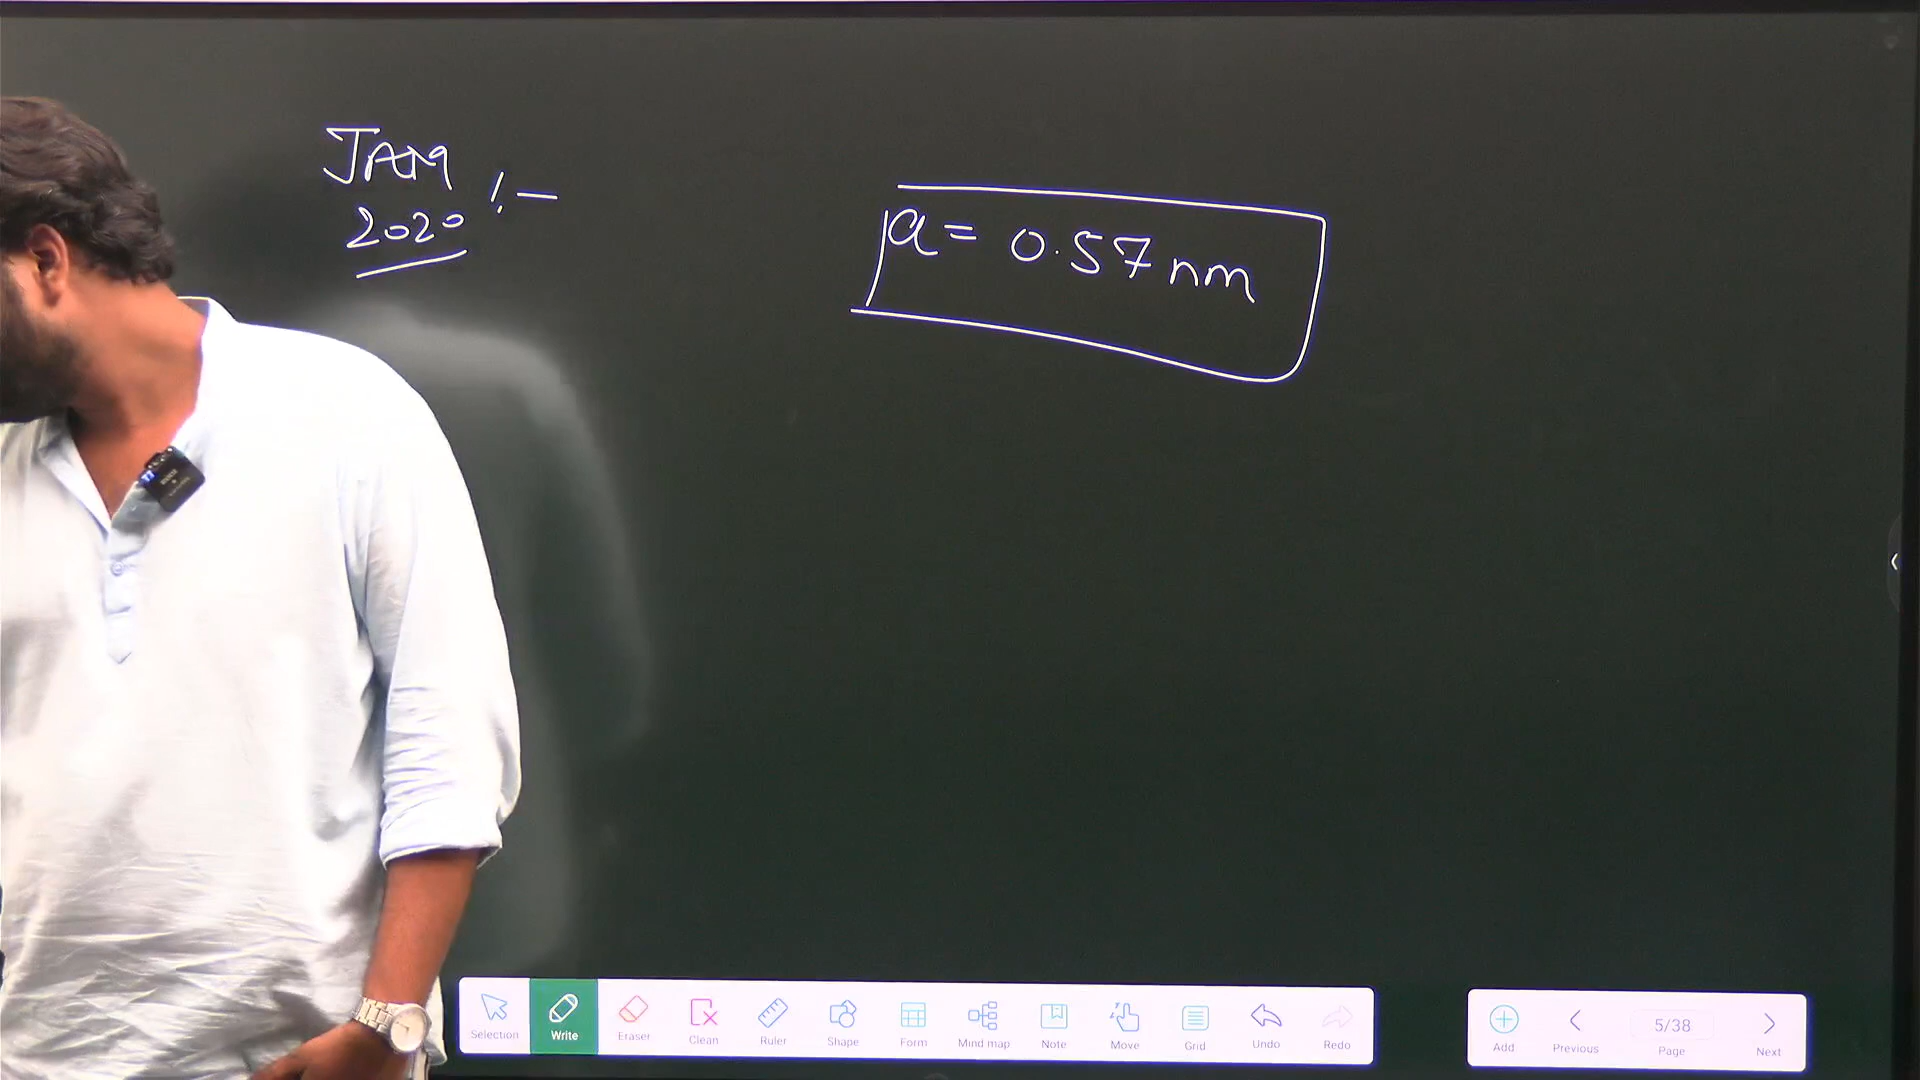 JAM
2020 :-
a = 0.57 nm
Selection
Write
Eraser
Clean
Ruler
Shape
Form
Mind map
Note
Move
Grid
Undo
Redo
Add
Previous
5/38
Page
Next